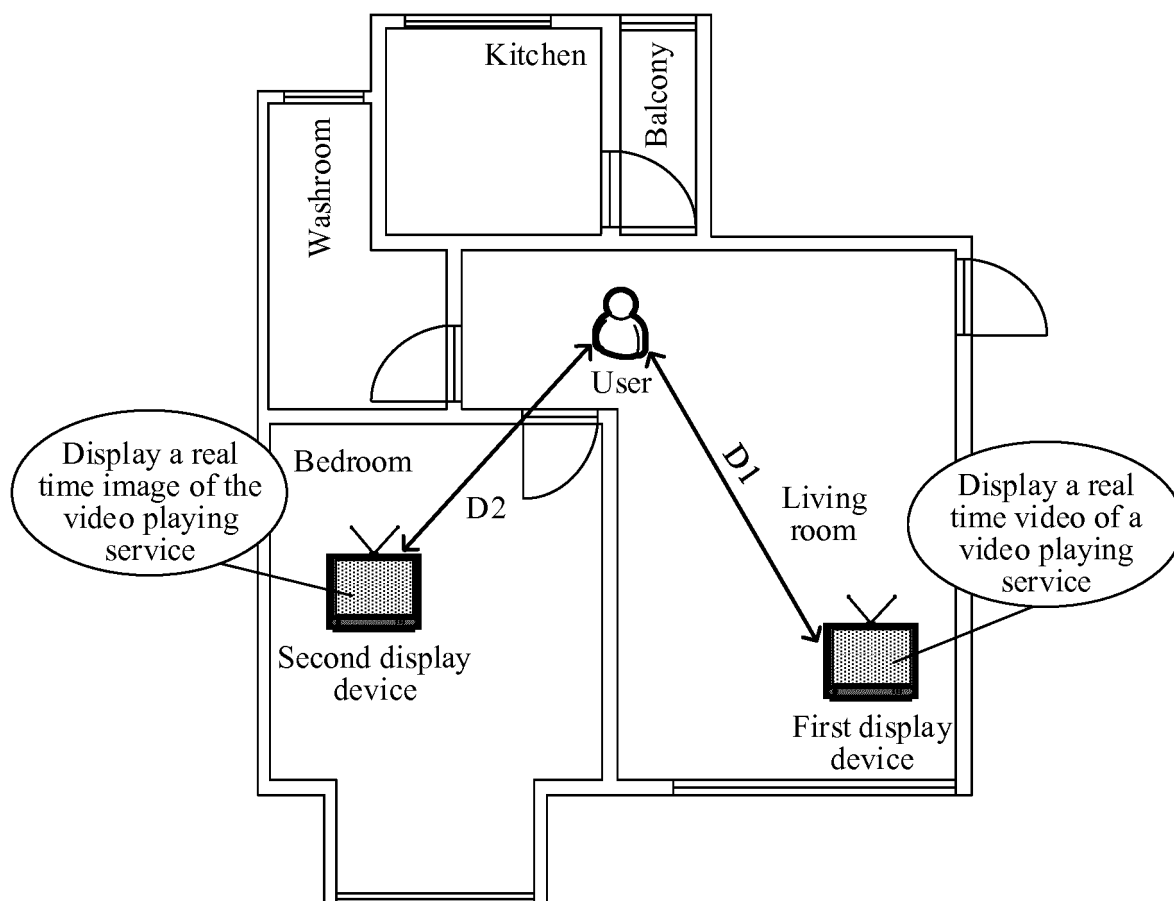 Kitchen
Balcony
Washroom
User
Display a real
time image of the
video playing
service
Bedroom
D2
D1
Living
room
Display a real
time video of a
video playing
service
Second display
device
First display
device